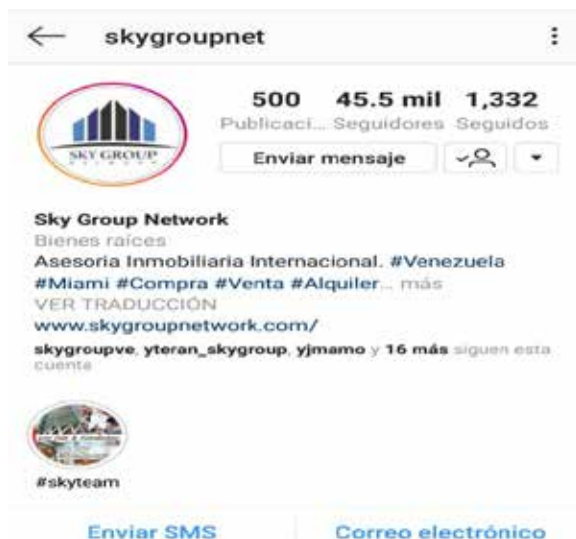 skygroupnet
500 45.5 mil 1,332
Publicaci... Seguidores Seguidos
SKY GROUP
NETWORK
Enviar mensaje
Sky Group Network
Bienes raíces
Asesoria Inmobiliaria Internacional. #Venezuela
#Miami #Compra #Venta #Alquiler... más
VER TRADUCCIÓN
www.skygroupnetwork.com/
skygroupve, yteran_skygroup, yjmamo y 16 más siguen esta
cuenta
#skyteam
Enviar SMS Correo electrónico